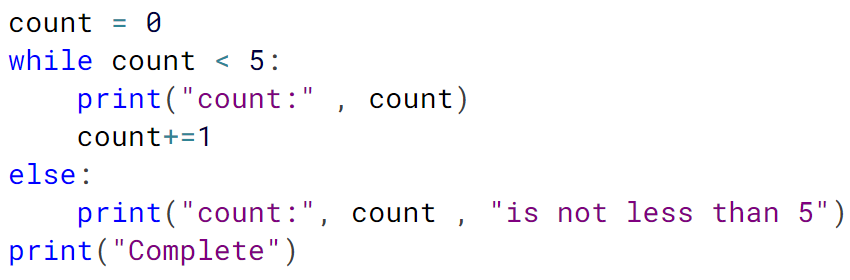 count = 0
while count < 5:
    print("count:" , count)
    count+=1
else:
    print("count:", count , "is not less than 5")
print("Complete")